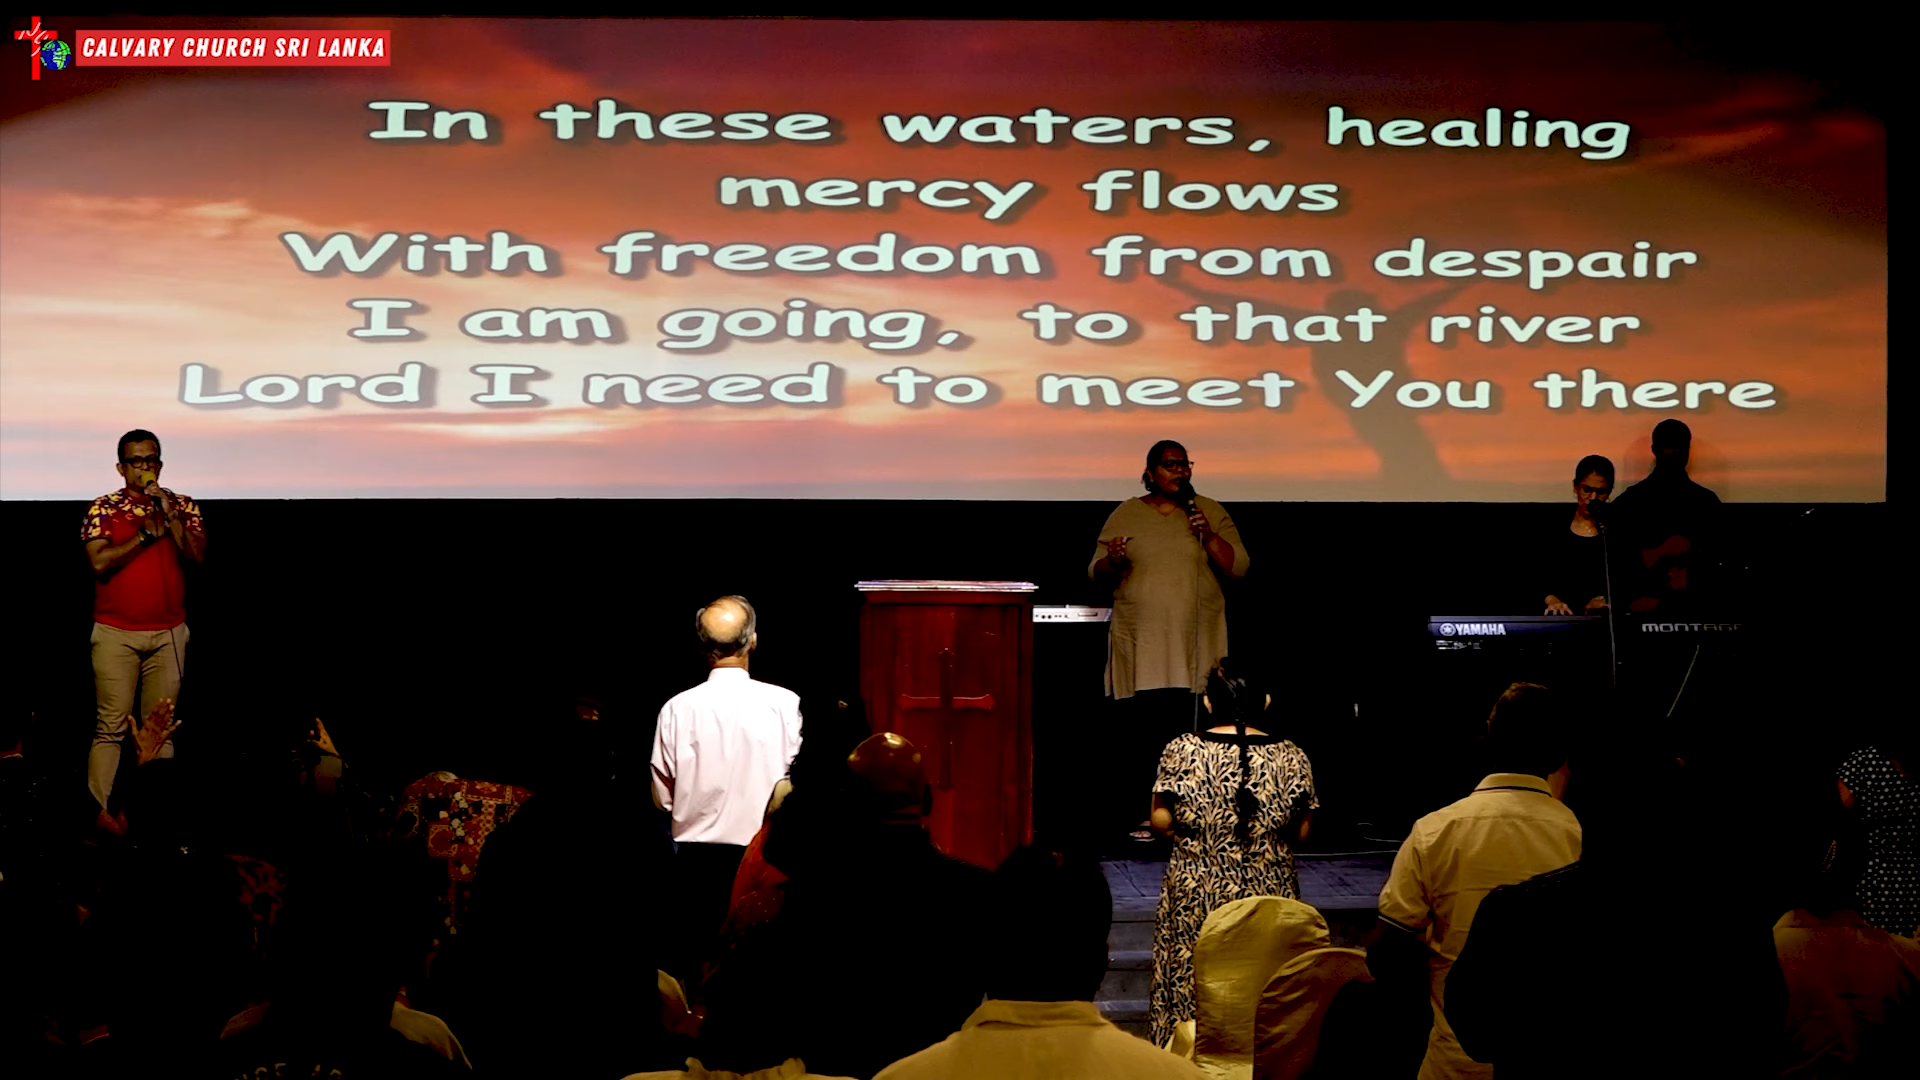 CALVARY CHURCH SRI LANKA
In these waters, healing
mercy flows
With freedom from despair
I am going, to that river
Lord I need to meet You there
YAMAHA
MONTAGE